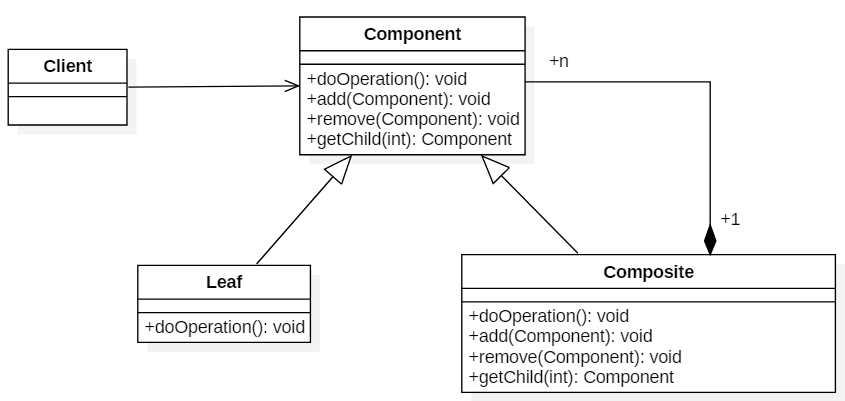 Component
+n
Client
+doOperation(): void
+add(Component): void
+remove(Component): void
+getChild(int): Component
+1
Leaf
+doOperation(): void
Composite
+doOperation(): void
+add(Component): void
+remove(Component): void
+getChild(int): Component